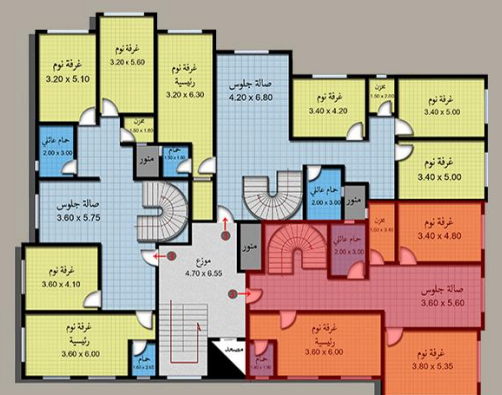 غرفة نوم
3.20 x 5.60
غرفة نوم
3.20 x 5.10
غرفة نوم
رئيسية
3.20 x 6.30
صالة جلوس
4.20 x 6.80
غرفة نوم
3.40 x 4.20
مخزن
غرفة نوم
3.40 x 5.00
مخزن
حمام عائلي
2.00 x 3.00
منور
حمام
غرفة نوم
3.40 x 5.00
حمام عائلي
2.00 x 3.00
منور
صالة جلوس
3.60 x 5.75
مخزن
غرفة نوم
3.40 x 4.80
حمام عائلي
2.00 x 3.00
منور
موزع
4.70 x 6.55
غرفة نوم
3.60 x 4.10
صالة جلوس
3.60 x 5.60
غرفة نوم
رئيسية
3.60 x 6.00
حمام
مصعد
حمام
غرفة نوم
رئيسية
3.60 x 6.00
غرفة نوم
3.80 x 5.35